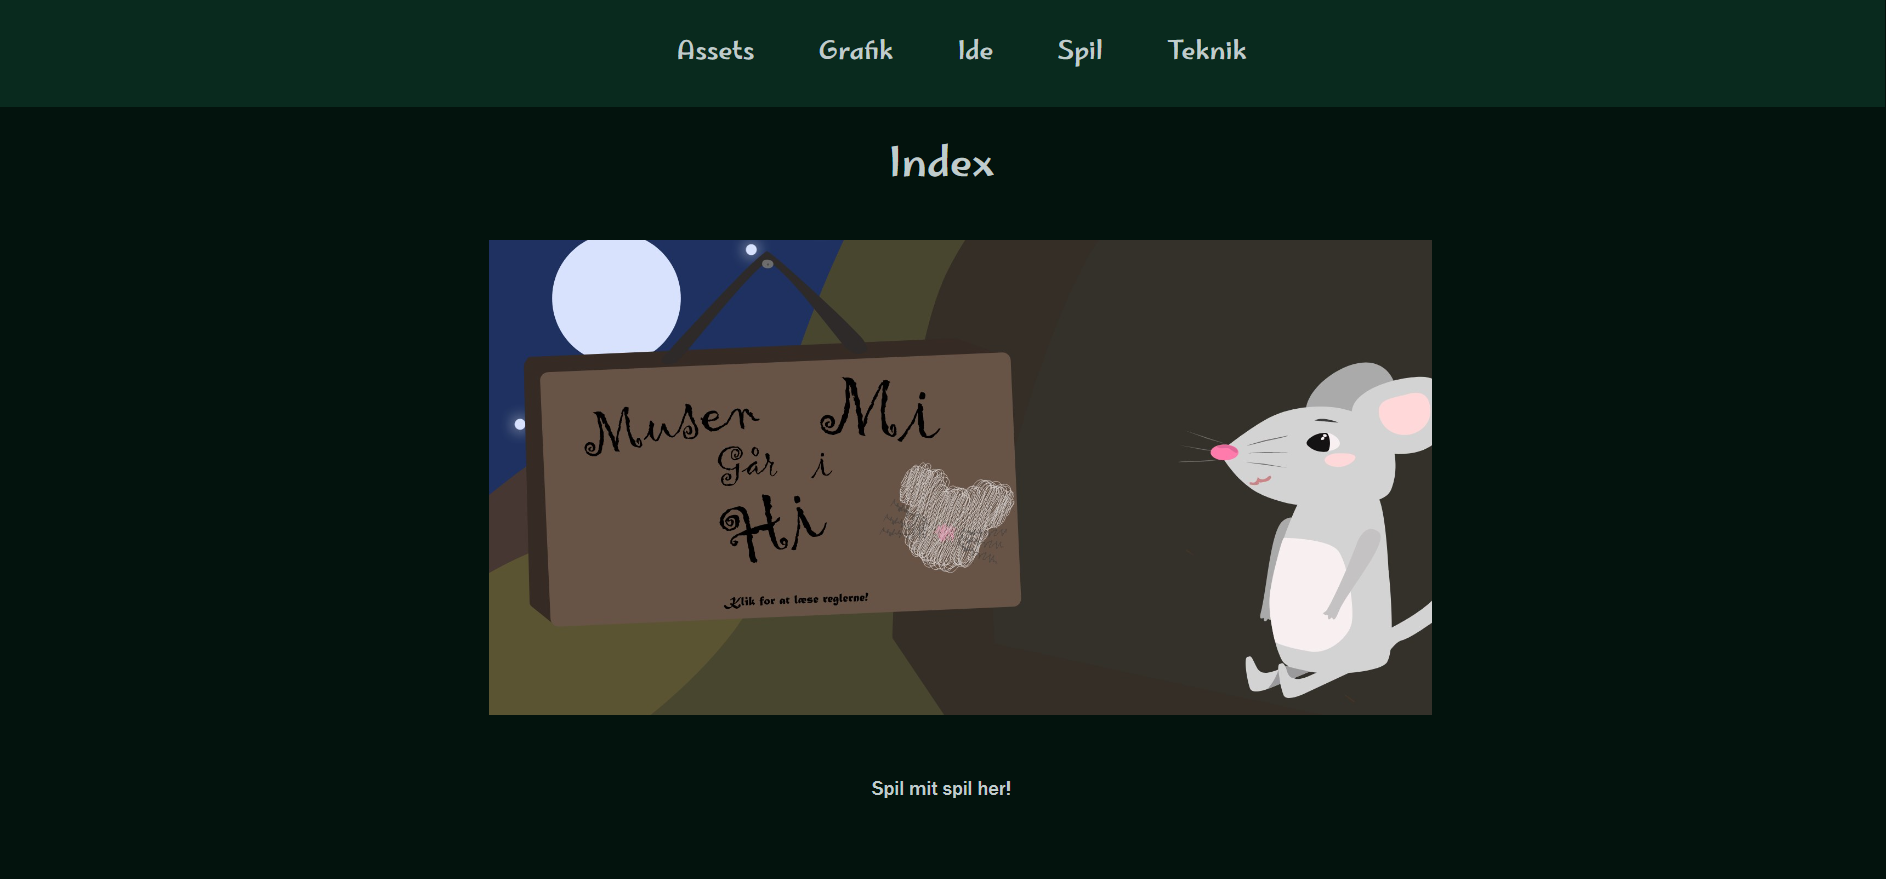 Assets Grafik Ide Spil Teknik
Index
Musen Mi
Går i
Hi
Klik for at læse reglerne!
Spil mit spil her!